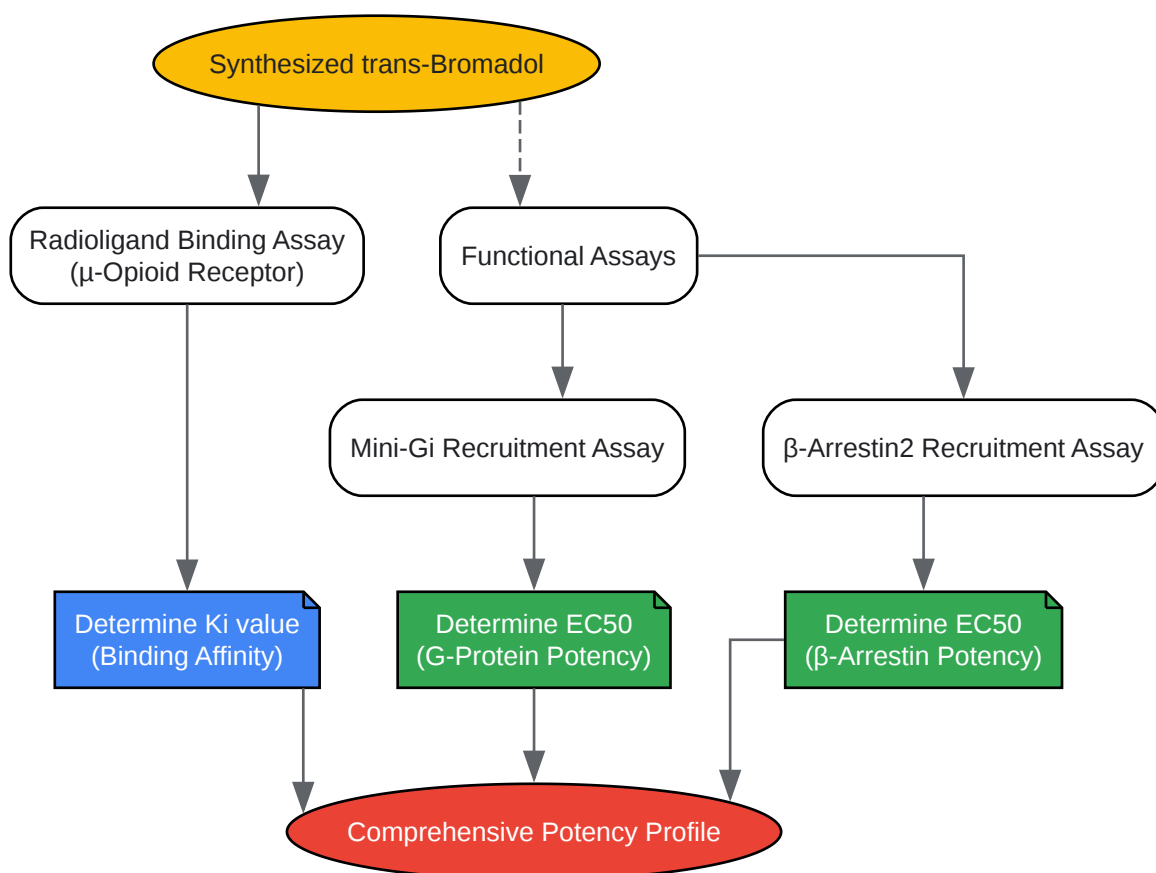 Synthesized trans-Bromadol
Radioligand Binding Assay
(µ-Opioid Receptor)
Functional Assays
Mini-Gi Recruitment Assay
β-Arrestin2 Recruitment Assay
Determine Ki value
(Binding Affinity)
Determine EC50
(G-Protein Potency)
Determine EC50
(β-Arrestin Potency)
Comprehensive Potency Profile